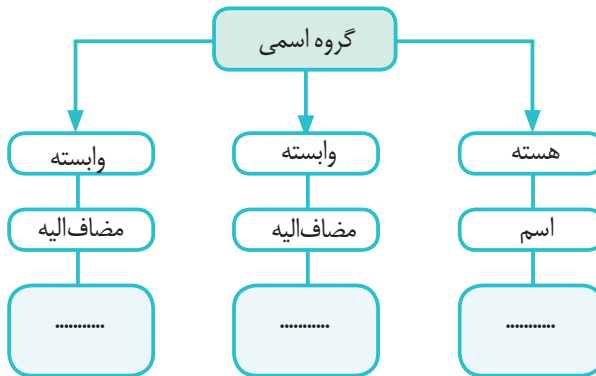 گروه اسمی
هسته
وابسته
وابسته
اسم
مضاف‌الیه
مضاف‌الیه
...........
...........
...........